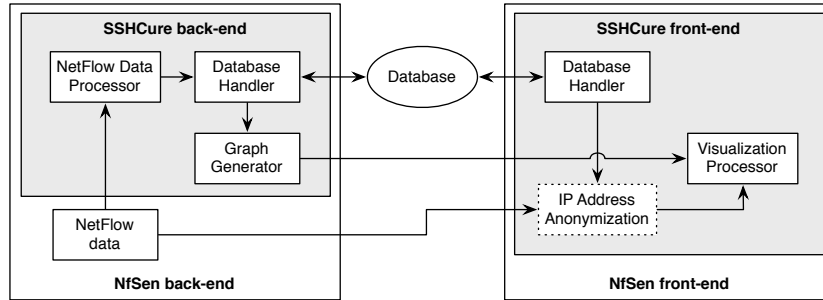 SSHCure back-end
SSHCure front-end
NetFlow Data
Processor
Database
Handler
Database
Database
Handler
Graph
Generator
Visualization
Processor
IP Address
Anonymization
NetFlow
data
NfSen back-end
NfSen front-end